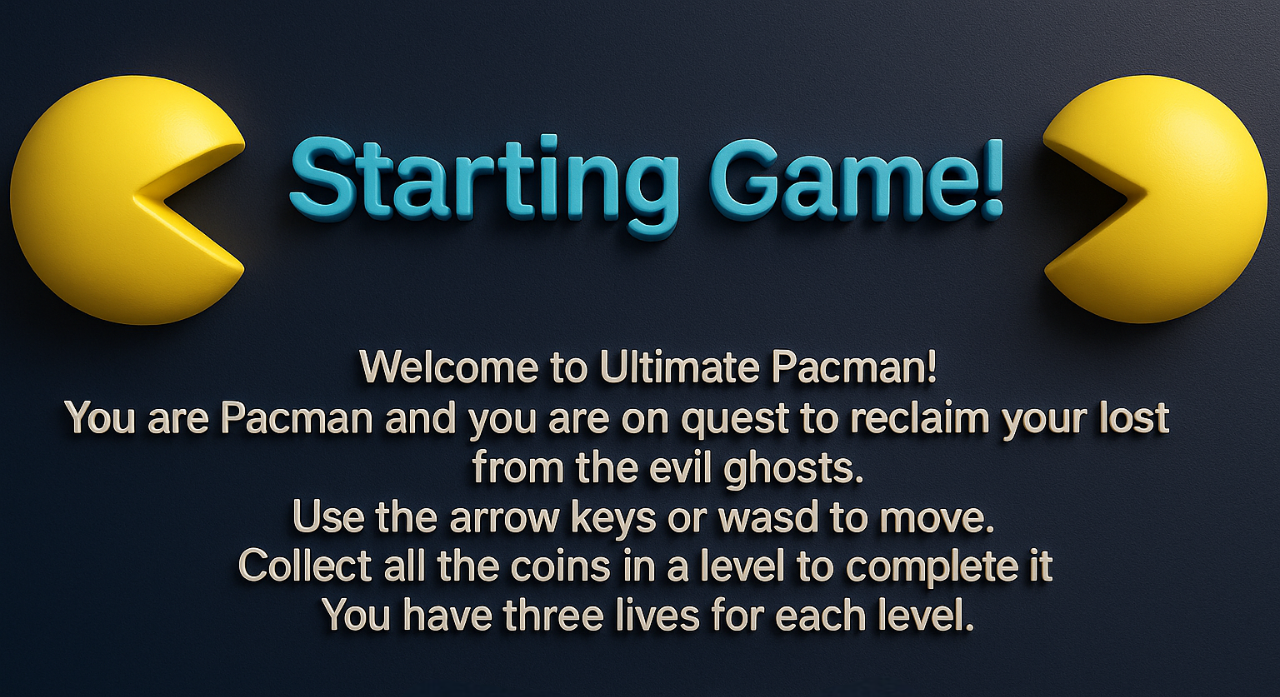 Starting Game!
Welcome to Ultimate Pacman!
You are Pacman and you are on quest to reclaim your lost
from the evil ghosts.
Use the arrow keys or wasd to move.
Collect all the coins in a level to complete it
You have three lives for each level.